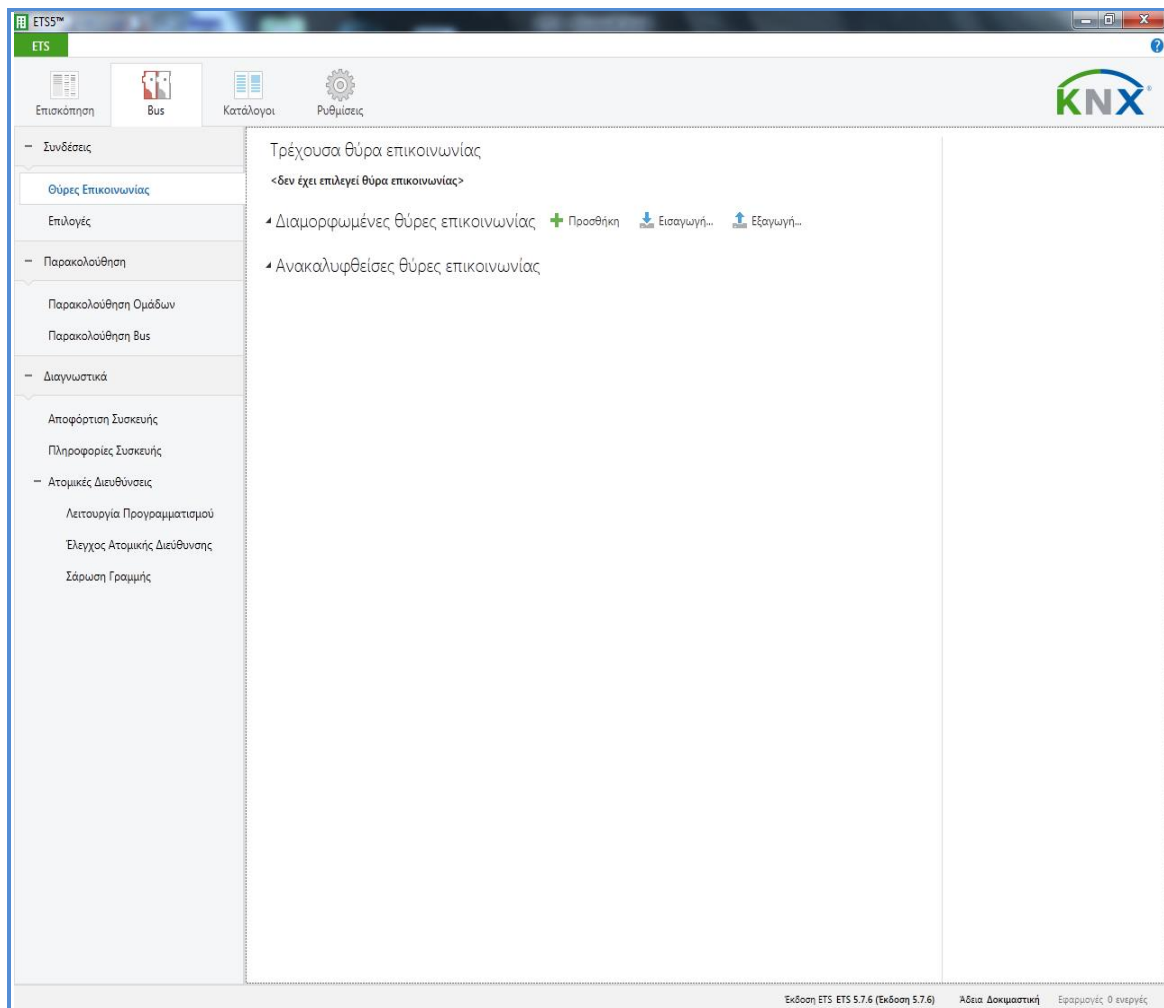 ETS5™
ETS
Επισκόπηση
Bus
Κατάλογοι
Ρυθμίσεις
KNX®
Συνδέσεις
Θύρες Επικοινωνίας
Επιλογές
Παρακολούθηση
Παρακολούθηση Ομάδων
Παρακολούθηση Bus
Διαγνωστικά
Αποφόρτιση Συσκευής
Πληροφορίες Συσκευής
Ατομικές Διευθύνσεις
Λειτουργία Προγραμματισμού
Έλεγχος Ατομικής Διεύθυνσης
Σάρωση Γραμμής
Τρέχουσα θύρα επικοινωνίας
<δεν έχει επιλεγεί θύρα επικοινωνίας>
Διαμορφωμένες θύρες επικοινωνίας Προσθήκη Εισαγωγή... Εξαγωγή...
Ανακαλυφθείσες θύρες επικοινωνίας
Έκδοση ETS ETS 5.7.6 (Έκδοση 5.7.6) Άδεια Δοκιμαστική Εφαρμογές 0 ενεργές